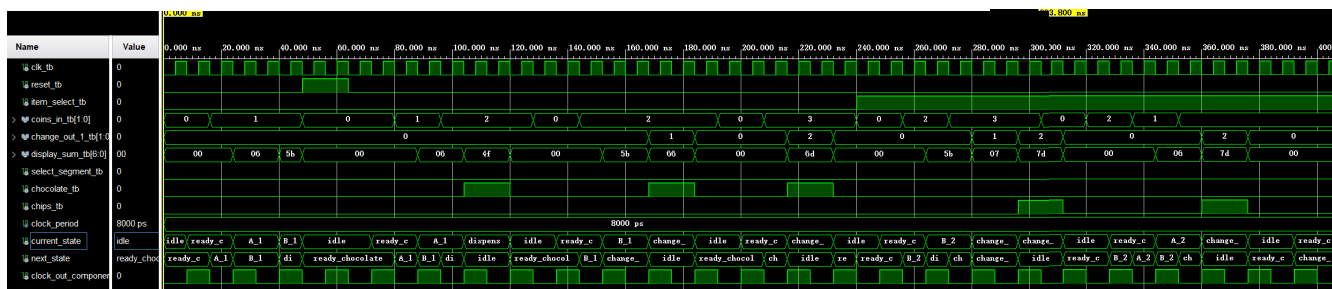 0.000 ns 303.800 ns
Name Value 0.000 ns 20.000 ns 40.000 ns 60.000 ns 80.000 ns 100.000 ns 120.000 ns 140.000 ns 160.000 ns 180.000 ns 200.000 ns 220.000 ns 240.000 ns 260.000 ns 280.000 ns 300.000 320.000 ns 340.000 ns 360.000 ns 380.000 ns 400
clk_tb 0
reset_tb 0
item_select_tb 0
coins_in_tb[1:0] 0 0 1 0 1 2 0 2 0 3 0 2 3 0 2 1
change_out_1_tb[1:0 0 0 1 0 2 0 1 2 0 2 0
display_sum_tb[6:0] 00 00 06 5b 00 06 4f 00 5b 66 00 6d 00 5b 07 7d 00 06 7d 00
select_segment_tb 0
chocolate_tb 0
chips_tb 0
clock_period 8000 ps 8000 ps
current_state idle idle ready_c A_1 B_1 idle ready_c A_1 dispens idle ready_c B_1 change_ idle ready_c change_ idle ready_c B_2 change_ change_ idle ready_c A_2 change_ idle ready_c
next_state ready_choc ready_c A_1 B_1 di ready_chocolate A_1 B_1 di idle ready_chocol B_1 change_ idle ready_chocol ch idle re ready_c B_2 di ch change_ idle ready_c B_2 A_2 B_2 ch idle ready_c change_
clock_out_componer 0